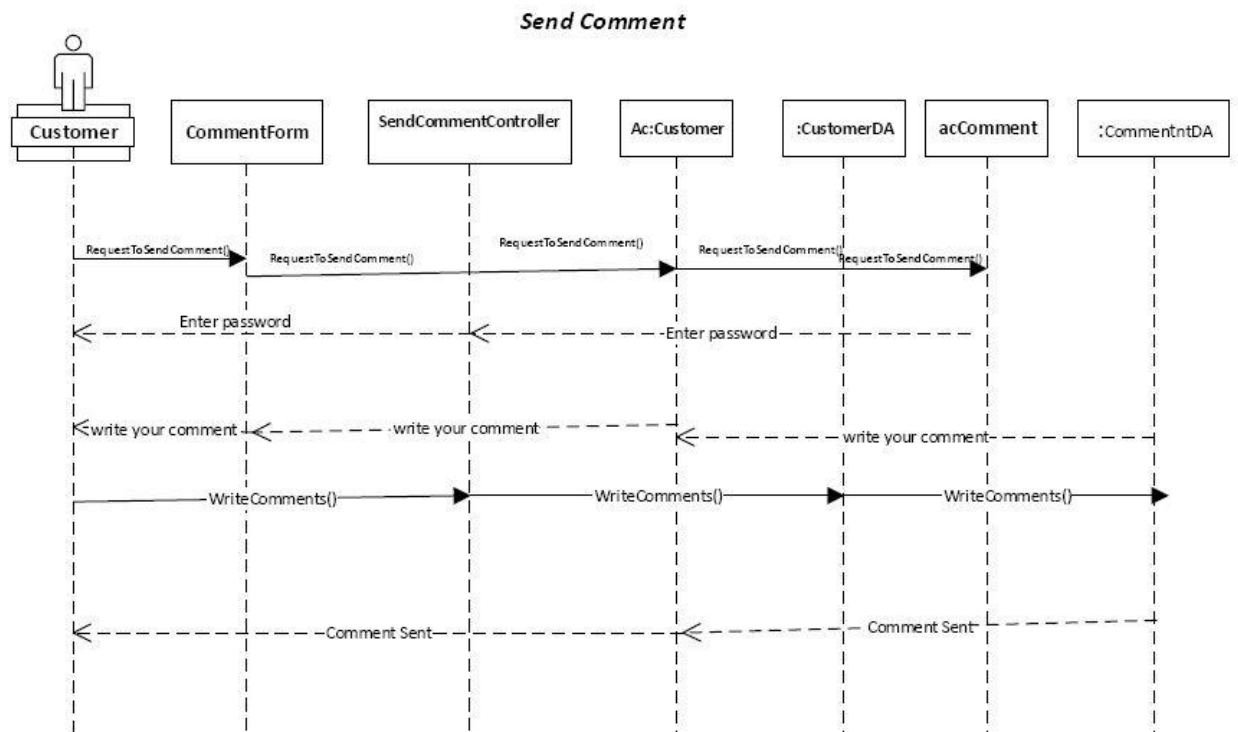 Send Comment
Customer
CommentForm
SendCommentController
Ac:Customer
:CustomerDA
acComment
:CommentntDA
RequestToSendComment()
RequestToSendComment()
RequestToSendComment()
RequestToSendComment()
RequestToSendComment()
Enter password
Enter password
write your comment
write your comment
write your comment
WriteComments()
WriteComments()
WriteComments()
Comment Sent
Comment Sent